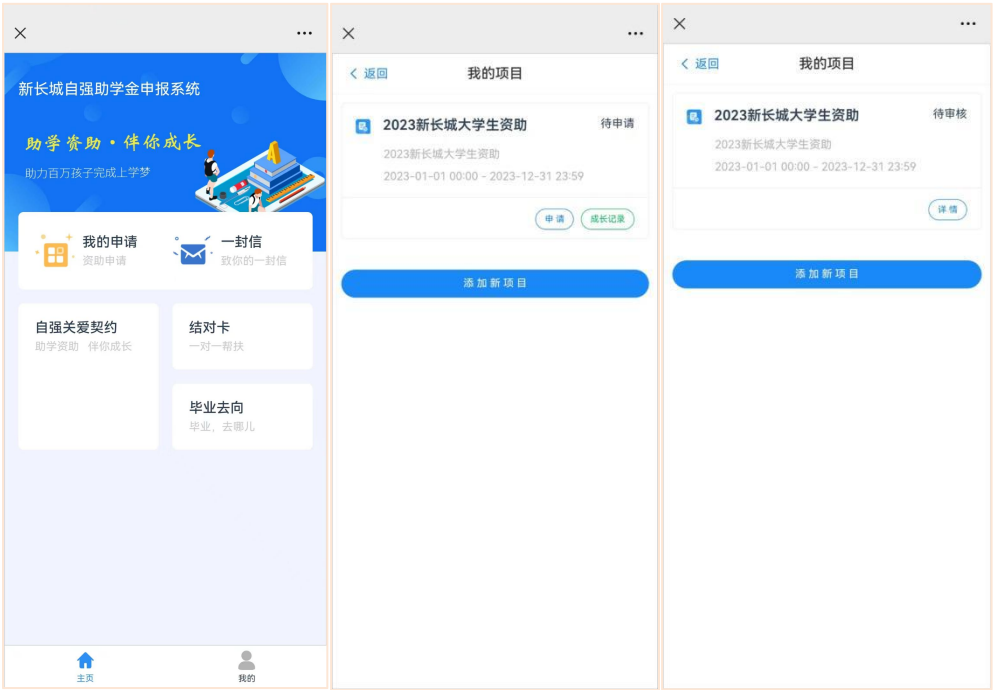 新长城自强助学金申报系统
助学资助·伴你成长
助力百万孩子完成上学梦
我的申请
资助申请
一封信
致你的一封信
自强关爱契约
助学资助 伴你成长
结对卡
一对一帮扶
毕业去向
毕业，去哪儿
主页
我的
返回
我的项目
2023新长城大学生资助
待申请
2023新长城大学生资助
2023-01-01 00:00 - 2023-12-31 23:59
申请
成长记录
添加新项目
返回
我的项目
2023新长城大学生资助
待审核
2023新长城大学生资助
2023-01-01 00:00 - 2023-12-31 23:59
详情
添加新项目